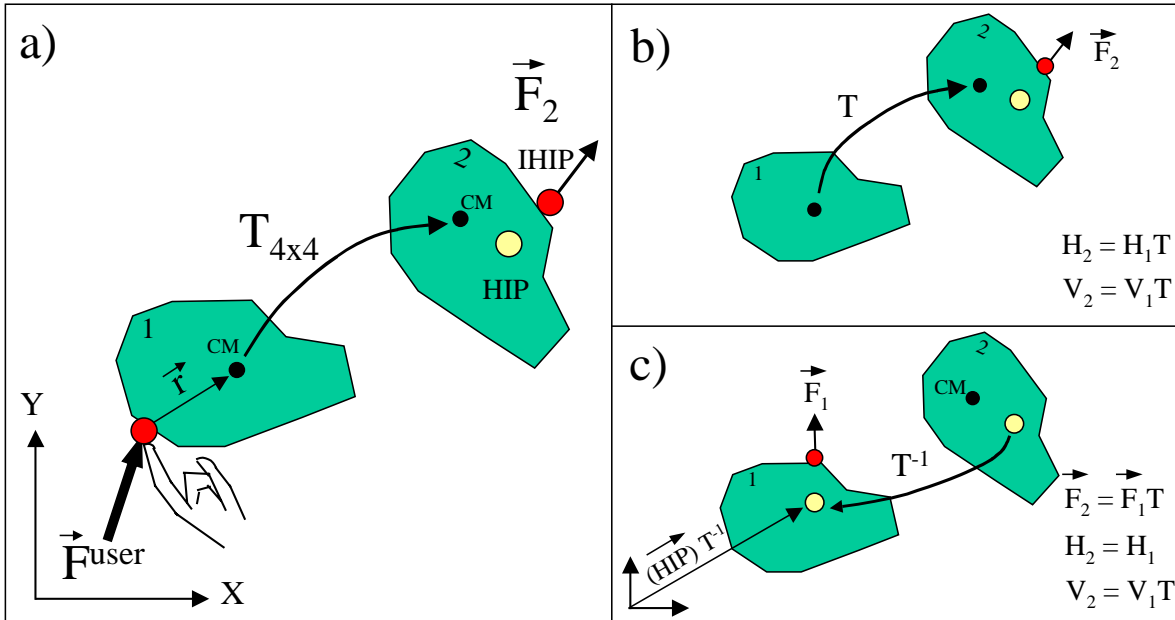 a)
F₂
2
IHIP
CM
T₄ₓ₄
HIP
1
CM
r
Y
Fᵘˢᵉʳ
X
b)
2
F₂
T
1
H₂ = H₁T
V₂ = V₁T
c)
2
F₁
CM
T⁻¹
1
F₂ = F₁T
(HIP) T⁻¹
H₂ = H₁
V₂ = V₁T